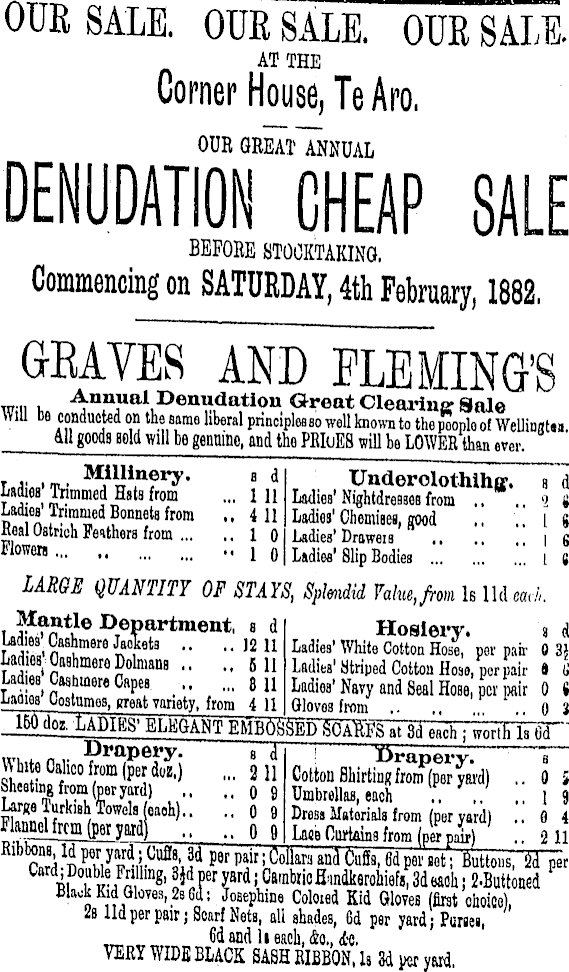 OUR SALE. OUR SALE. OUR SALE.
AT THE
Corner House, Te Aro.
OUR GREAT ANNUAL
DENUDATION CHEAP SALE
BEFORE STOCKTAKING.
Commencing on SATURDAY, 4th February, 1882.
GRAVES AND FLEMING'S
Annual Denudation Great Clearing Sale
Will be conducted on the same liberal principles so well known to the people of Wellington.
All goods sold will be genuine, and the PRICES will be LOWER than ever.
Millinery. s d
Ladies' Trimmed Hats from ... 1 11
Ladies' Trimmed Bonnets from .. 4 11
Real Ostrich Feathers from ... .. 1 0
Flowers ... .. ... ... .. 1 0
Underclothihg. s d
Ladies' Nightdresses from .. .. 2 6
Ladies' Chemises, good .. .. 1 6
Ladies' Drawers .. .. .. 1 6
Ladies' Slip Bodies ... ... ... 1 6
LARGE QUANTITY OF STAYS, Splendid Value, from 1s 11d each.
Mantle Department, s d
Ladies' Cashmere Jackets .. .. 12 11
Ladies' Cashmere Dolmans .. .. 5 11
Ladies' Cashmere Capes .. ... 8 11
Ladies' Costumes, great variety, from 4 11
Hosiery. s d
Ladies' White Cotton Hose, per pair 0 3½
Ladies' Striped Cotton Hose, per pair 0 6
Ladies' Navy and Seal Hose, per pair 0 6
Gloves from .. .. ... .. 0 3
150 doz. LADIES' ELEGANT EMBOSSED SCARFS at 3d each; worth 1s 6d
Drapery. s d
White Calico from (per doz,) ... 2 11
Sheeting from (per yard) .. .. 0 9
Large Turkish Towels (each).. .. 0 9
Flannel from (per yard) .. .. 0 9
Drapery. s
Cotton Shirting from (per yard) .. 0 5
Umbrellas, each .. .. .. 1 9
Dress Materials from (per yard) .. 0 4
Lace Curtains from (per pair) .. 2 11
Ribbons, 1d per yard; Cuffs, 3d per pair; Collars and Cuffs, 6d per set; Buttons, 2d per
Card; Double Frilling, 3½d per yard; Cambric Handkerchiefs, 3d each; 2-Buttoned
Black Kid Gloves, 2s 6d; Josephine Colored Kid Gloves (first choice),
2s 11d per pair; Scarf Nets, all shades, 6d per yard; Purses,
6d and 1s each, &c., &c.
VERY WIDE BLACK SASH RIBBON, 1s 3d per yard.